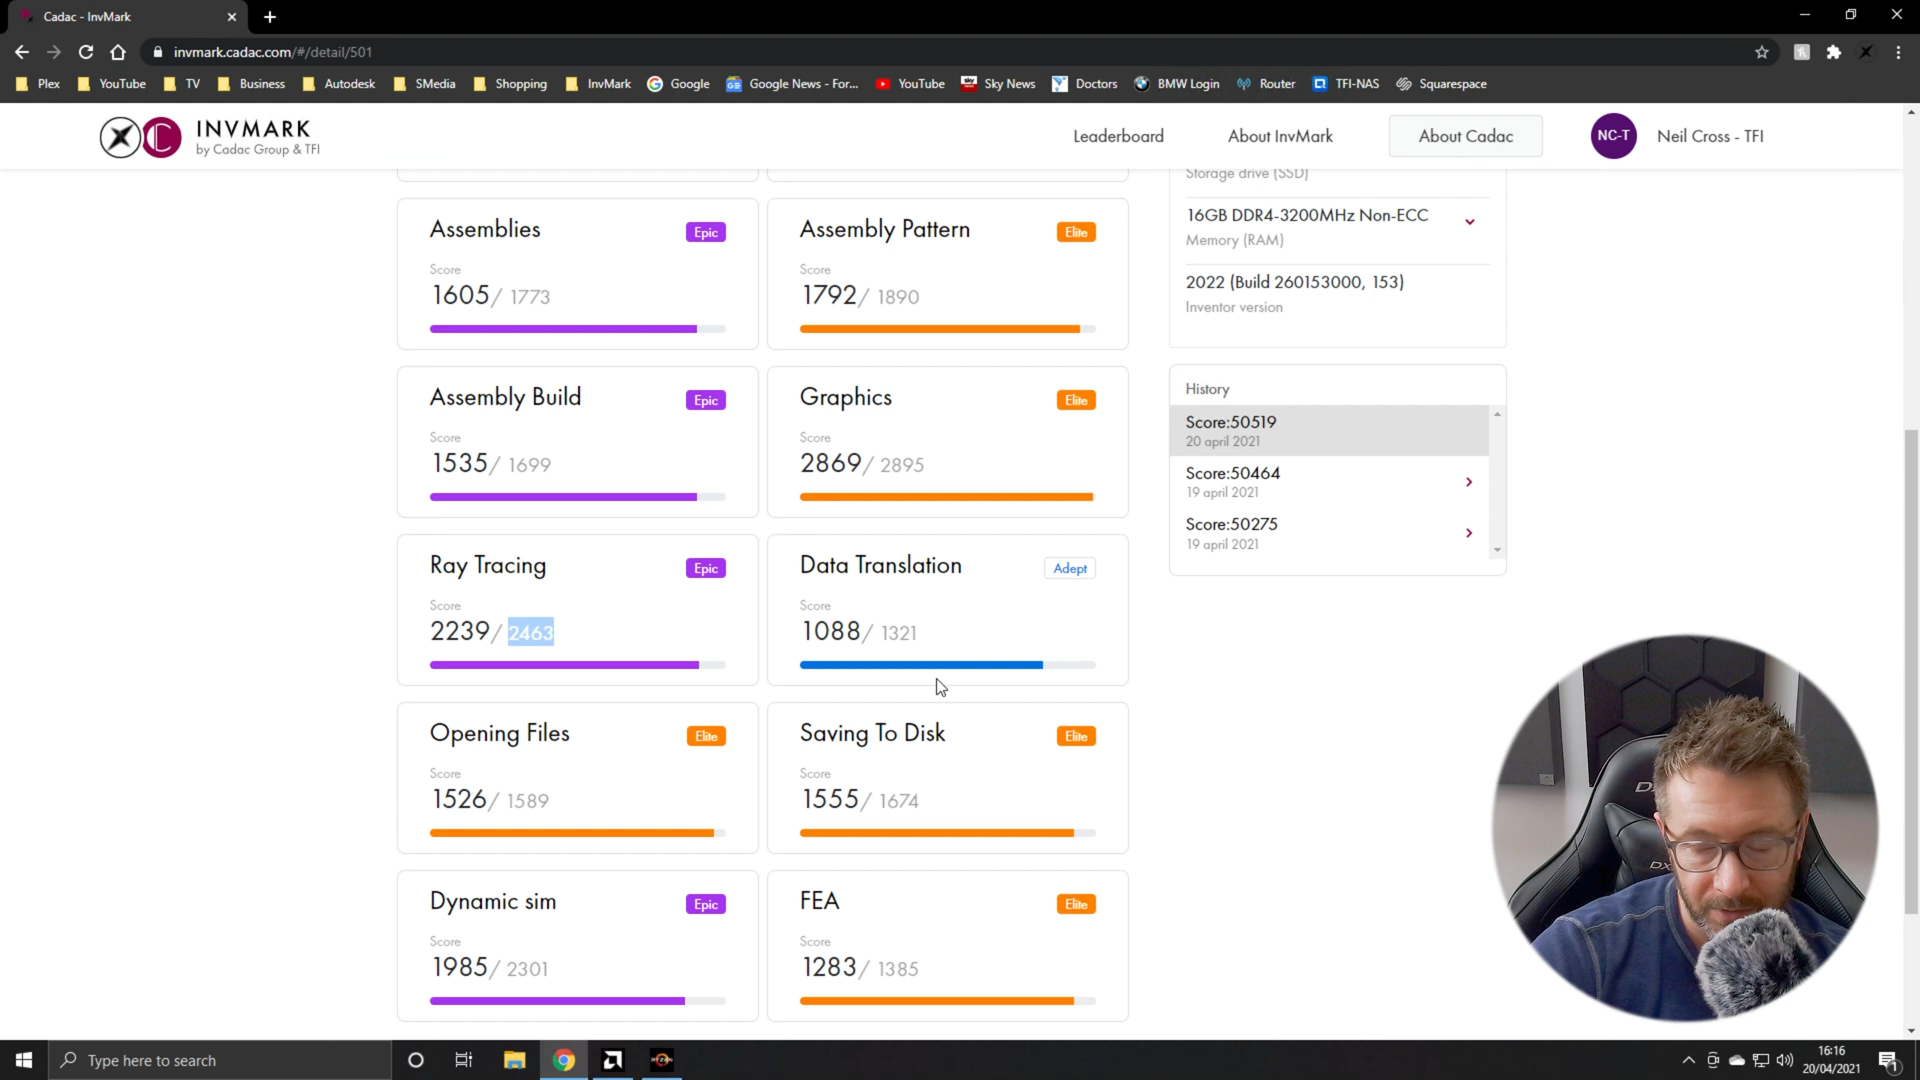 Cadac - InvMark
invmark.cadac.com/#/detail/501
Plex YouTube TV Business Autodesk SMedia Shopping InvMark Google Google News - For... YouTube Sky News Doctors BMW Login Router TFI-NAS Squarespace
INVMARK
by Cadac Group & TFI
Leaderboard About InvMark About Cadac NC-T Neil Cross - TFI
Storage drive (SSD)
16GB DDR4-3200MHz Non-ECC
Memory (RAM)
2022 (Build 260153000, 153)
Inventor version
Assemblies Epic
Score
1605/ 1773
Assembly Pattern Elite
Score
1792/ 1890
Assembly Build Epic
Score
1535/ 1699
Graphics Elite
Score
2869/ 2895
History
Score:50519
20 april 2021
Score:50464
19 april 2021
Score:50275
19 april 2021
Ray Tracing Epic
Score
2239/ 2463
Data Translation Adept
Score
1088/ 1321
Opening Files Elite
Score
1526/ 1589
Saving To Disk Elite
Score
1555/ 1674
Dynamic sim Epic
Score
1985/ 2301
FEA Elite
Score
1283/ 1385
Type here to search
RYZEN
16:16
20/04/2021
1